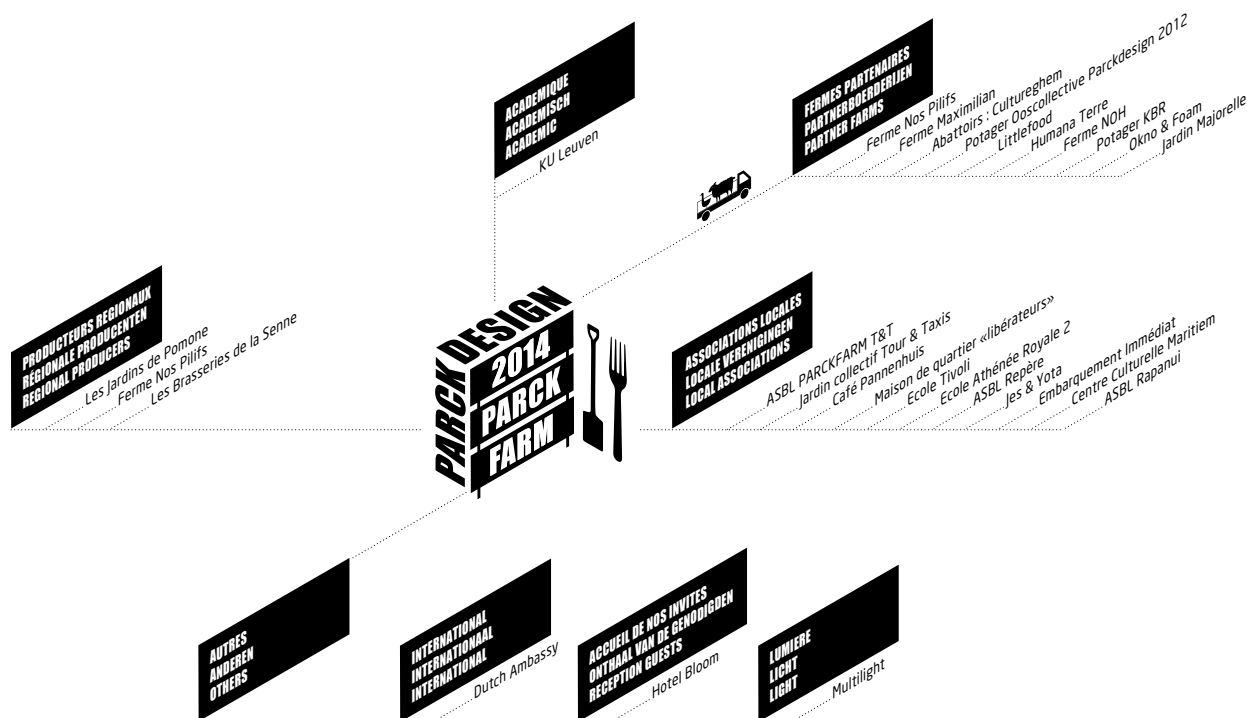 ACADEMIQUE
ACADEMISCH
ACADEMIC
KU Leuven
FERMES PARTENAIRES
PARTNERBOERDERIJEN
PARTNER FARMS
Ferme Nos Pilifs
Ferme Maximilian
Abattoirs : Cultureghem
Potager Ooscollective Parckdesign 2012
Littlefood
Humana Terre
Ferme NOH
Potager KBR
Okno & Foam
Jardin Majorelle
PRODUCTEURS REGIONAUX
RÉGIONALE PRODUCENTEN
REGIONAL PRODUCERS
Les Jardins de Pomone
Ferme Nos Pilifs
Les Brasseries de la Senne
PARCK DESIGN
2014
PARCK
FARM
ASSOCIATIONS LOCALES
LOCALE VERENIGINGEN
LOCAL ASSOCIATIONS
ASBL PARCKFARM T&T
Jardin collectif Tour & Taxis
Café Pannenhuis
Maison de quartier «libérateurs»
Ecole Tivoli
Ecole Athénée Royale 2
ASBL Repère
Jes & Yota
Embarquement Immédiat
Centre Culturelle Maritiem
ASBL Rapanui
AUTRES
ANDEREN
OTHERS
INTERNATIONAL
INTERNATIONAAL
INTERNATIONAL
Dutch Ambassy
ACCUEIL DE NOS INVITES
ONTHAAL VAN DE GENODIGDEN
RECEPTION GUESTS
Hotel Bloom
LUMIERE
LICHT
LIGHT
Multilight